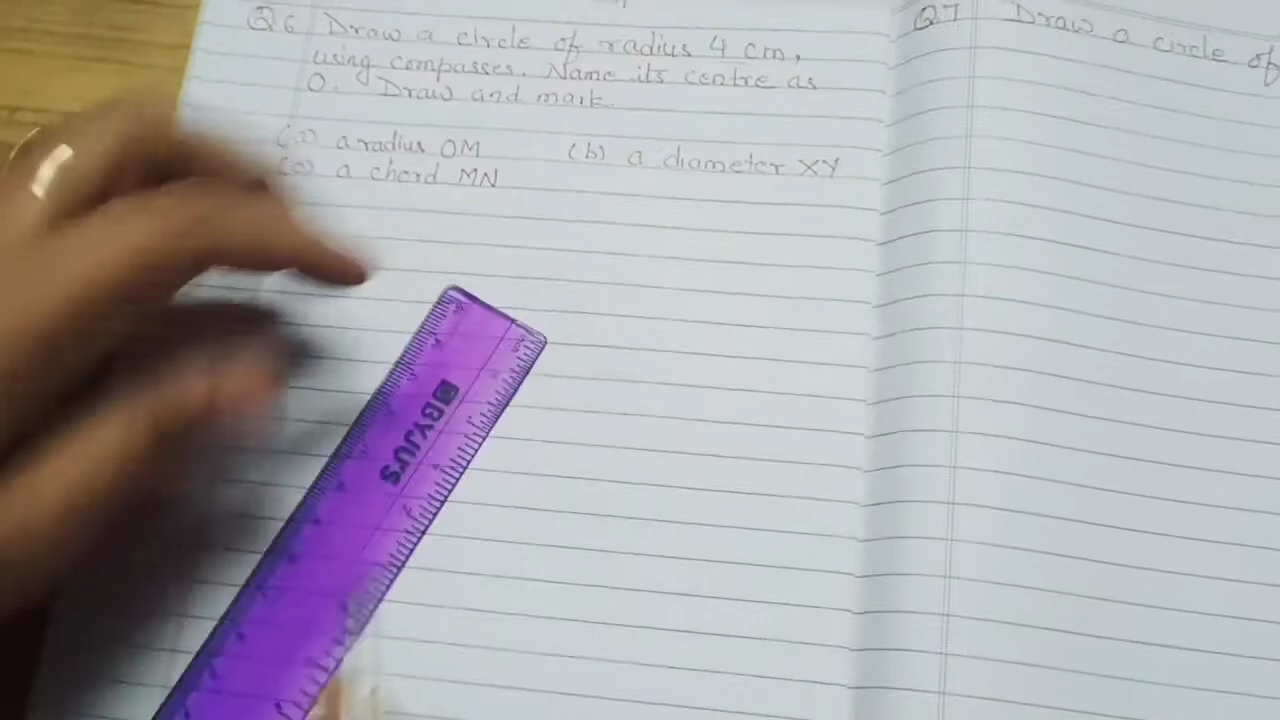 Q6 Draw a circle of radius 4 cm,
using compasses. Name its centre as
O. Draw and mark.
(a) a radius OM (b) a diameter XY
(c) a chord MN
Q7 Draw a circle of
BYJU'S